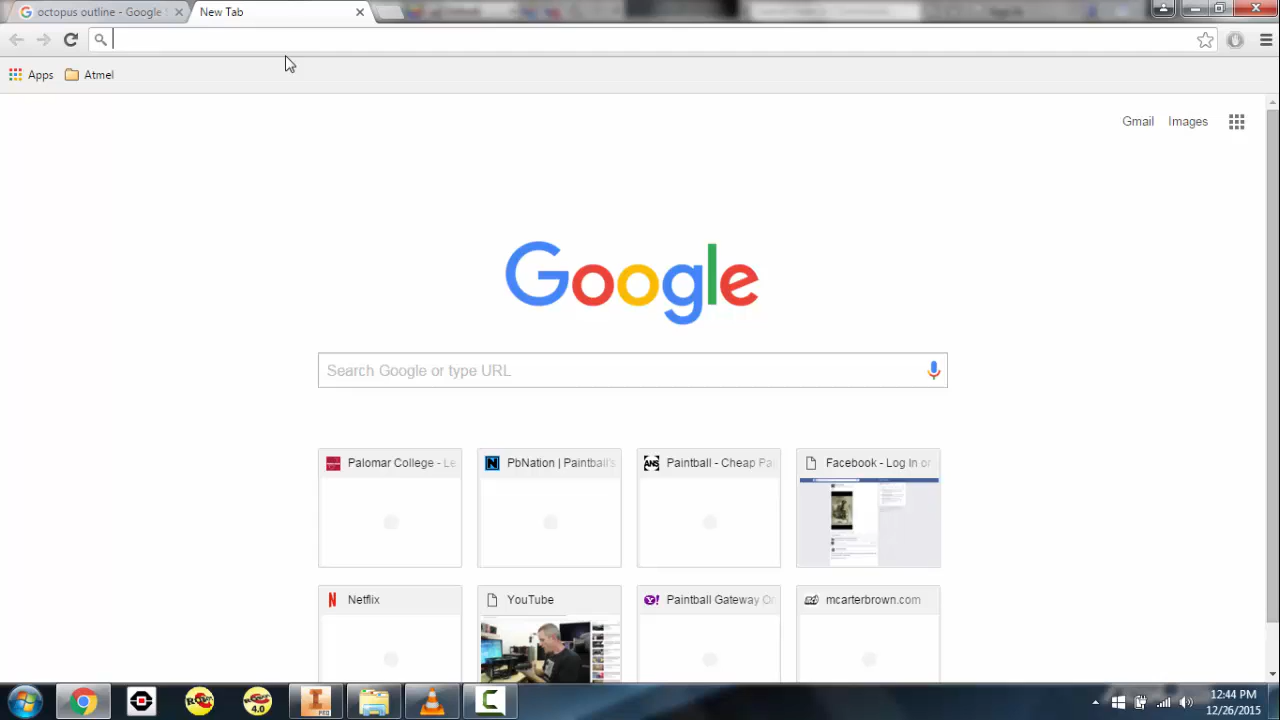 octopus outline - Google S
New Tab
Apps
Atmel
Gmail
Images
Google
Search Google or type URL
Palomar College - Le
PbNation | Paintball's
Paintball - Cheap Pai
Facebook - Log In or
Netflix
YouTube
Paintball Gateway On
mcarterbrown.com
12:44 PM
12/26/2015